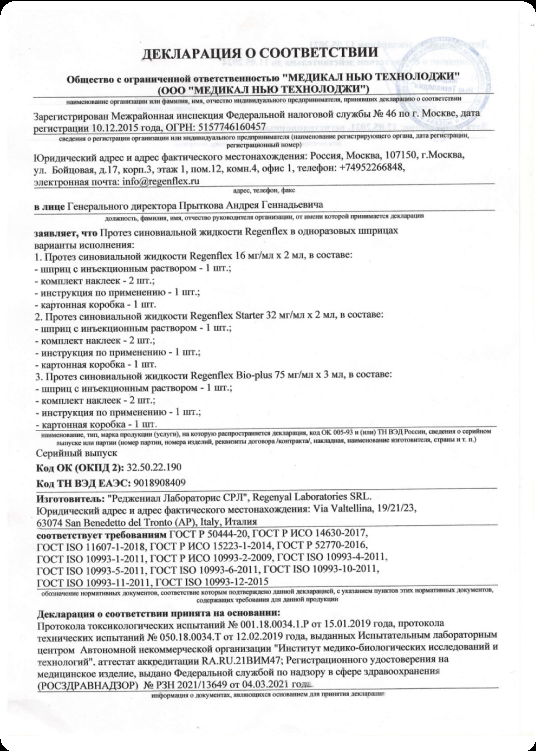 ДЕКЛАРАЦИЯ О СООТВЕТСТВИИ
Общество с ограниченной ответственностью "МЕДИКАЛ НЬЮ ТЕХНОЛОДЖИ"
(ООО "МЕДИКАЛ НЬЮ ТЕХНОЛОДЖИ")
наименование организации или фамилия, имя, отчество индивидуального предпринимателя, принявших декларацию о соответствии
Зарегистрирован Межрайонная инспекция Федеральной налоговой службы № 46 по г. Москве, дата
регистрации 10.12.2015 года, ОГРН: 5157746160457
сведения о регистрации организации или индивидуального предпринимателя (наименование регистрирующего органа, дата регистрации,
регистрационный номер)
Юридический адрес и адрес фактического местонахождения: Россия, Москва, 107150, г.Москва,
ул. Бойцовая, д.17, корп.3, этаж 1, пом.12, комн.4, офис 1, телефон: +74952266848,
электронная почта: info@regenflex.ru
адрес, телефон, факс
в лице Генерального директора Прыткова Андрея Геннадьевича
должность, фамилия, имя, отчество руководителя организации, от имени которой принимается декларация
заявляет, что Протез синовиальной жидкости Regenflex в одноразовых шприцах
варианты исполнения:
1. Протез синовиальной жидкости Regenflex 16 мг/мл х 2 мл, в составе:
- шприц с инъекционным раствором - 1 шт.;
- комплект наклеек - 2 шт.;
- инструкция по применению - 1 шт.;
- картонная коробка - 1 шт.
2. Протез синовиальной жидкости Regenflex Starter 32 мг/мл х 2 мл, в составе:
- шприц с инъекционным раствором - 1 шт.;
- комплект наклеек - 2 шт.;
- инструкция по применению - 1 шт.;
- картонная коробка - 1 шт.
3. Протез синовиальной жидкости Regenflex Bio-plus 75 мг/мл х 3 мл, в составе:
- шприц с инъекционным раствором - 1 шт.;
- комплект наклеек - 2 шт.;
- инструкция по применению - 1 шт.;
- картонная коробка - 1 шт.
наименование, тип, марка продукции (услуги), на которую распространяется декларация, код ОК 005-93 и (или) ТН ВЭД России, сведения о серийном
выпуске или партии (номер партии, номера изделий, реквизиты договора /контракта/, накладная, наименование изготовителя, страны и т. п.)
Серийный выпуск
Код ОК (ОКПД 2): 32.50.22.190
Код ТН ВЭД ЕАЭС: 9018908409
Изготовитель: "Реджениал Лабораторис СРЛ", Regenyal Laboratories SRL.
Юридический адрес и адрес фактического местонахождения: Via Valtellina, 19/21/23,
63074 San Benedetto del Tronto (AP), Italy, Италия
соответствует требованиям ГОСТ Р 50444-20, ГОСТ Р ИСО 14630-2017,
ГОСТ ISO 11607-1-2018, ГОСТ Р ИСО 15223-1-2014, ГОСТ Р 52770-2016,
ГОСТ ISO 10993-1-2011, ГОСТ Р ИСО 10993-2-2009, ГОСТ ISO 10993-4-2011,
ГОСТ ISO 10993-5-2011, ГОСТ ISO 10993-6-2011, ГОСТ ISO 10993-10-2011,
ГОСТ ISO 10993-11-2011, ГОСТ ISO 10993-12-2015
обозначение нормативных документов, соответствие которым подтверждено данной декларацией, с указанием пунктов этих нормативных документов,
содержащих требования для данной продукции
Декларация о соответствии принята на основании:
Протокола токсикологических испытаний № 001.18.0034.1.Р от 15.01.2019 года, протокола
технических испытаний № 050.18.0034.Т от 12.02.2019 года, выданных Испытательным лабораторным
центром Автономной некоммерческой организации "Институт медико-биологических исследований и
технологий". аттестат аккредитации RA.RU.21ВИМ47; Регистрационного удостоверения на
медицинское изделие, выдано Федеральной службой по надзору в сфере здравоохранения
(РОСЗДРАВНАДЗОР) № РЗН 2021/13649 от 04.03.2021 года.
информация о документах, являющихся основанием для принятия декларации